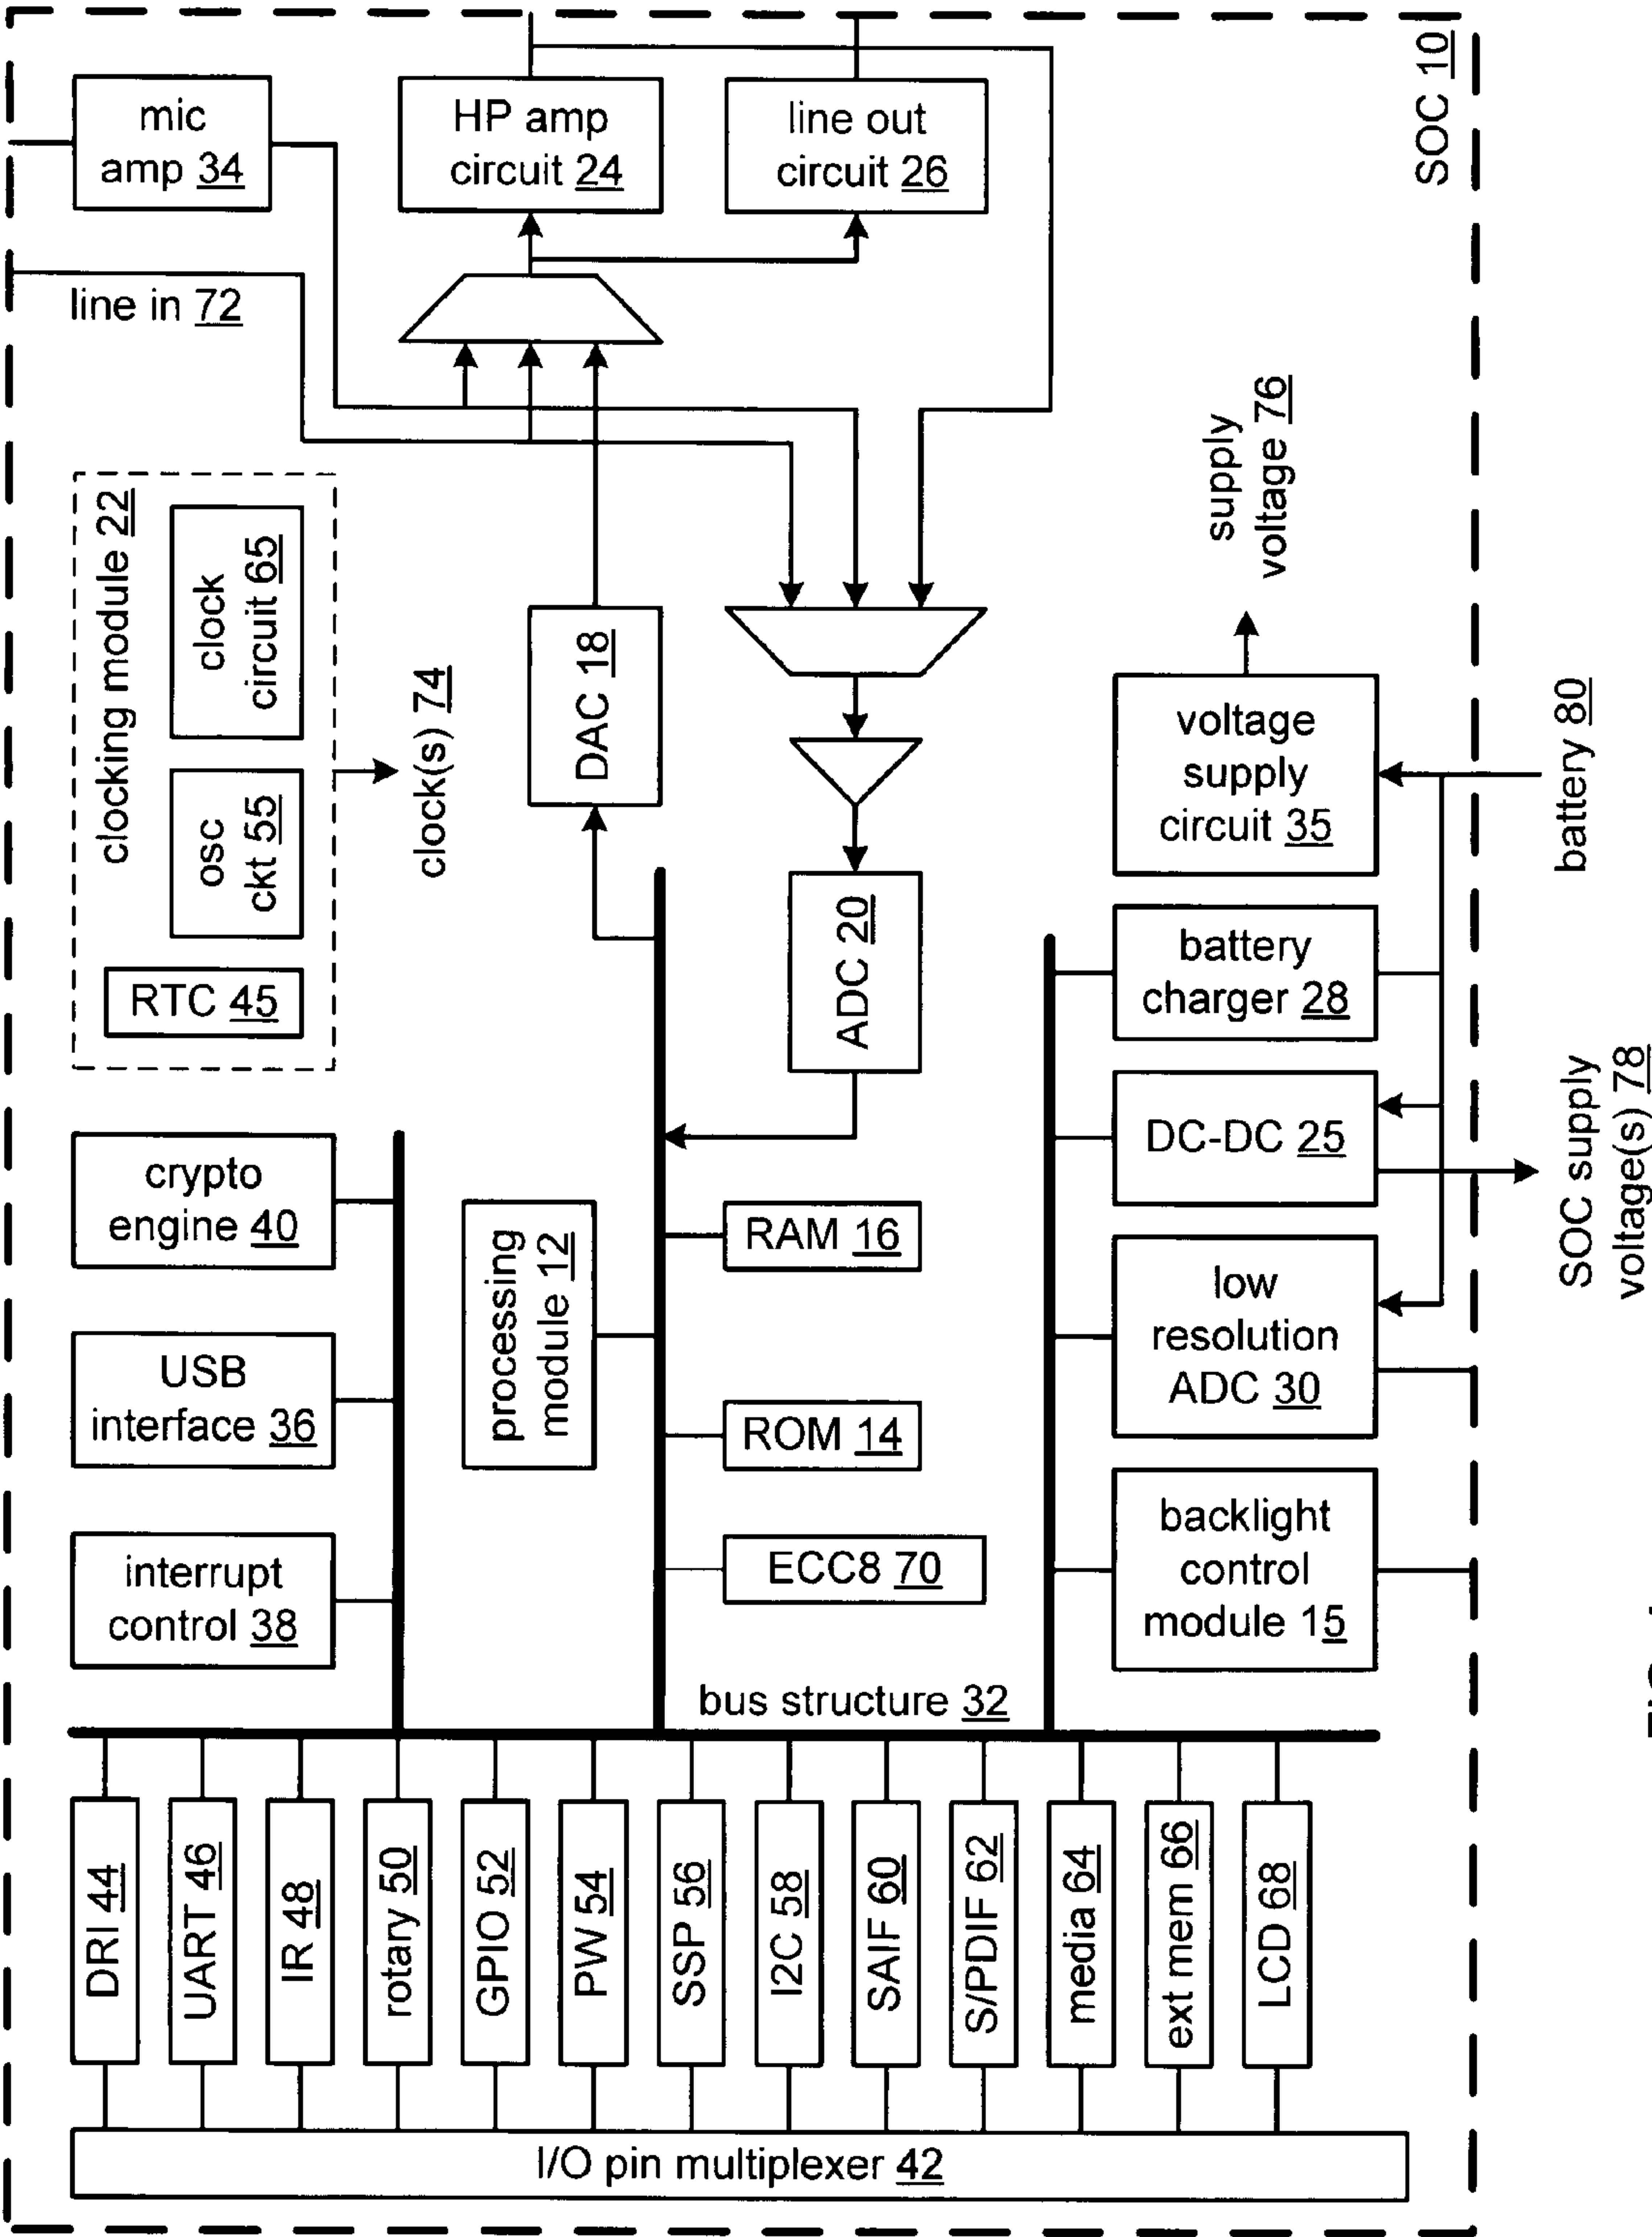 mic
amp 34
HP amp
circuit 24
line out
circuit 26
SOC 10
line in 72
clocking module 22
clock
circuit 65
osc
ckt 55
RTC 45
clock(s) 74
DAC 18
supply
voltage 76
voltage
supply
circuit 35
battery 80
ADC 20
battery
charger 28
crypto
engine 40
processing
module 12
RAM 16
DC-DC 25
SOC supply
voltage(s) 78
USB
interface 36
ROM 14
low
resolution
ADC 30
interrupt
control 38
ECC8 70
backlight
control
module 15
bus structure 32
DRI 44
UART 46
IR 48
rotary 50
GPIO 52
PW 54
SSP 56
I2C 58
SAIF 60
S/PDIF 62
media 64
ext mem 66
LCD 68
I/O pin multiplexer 42